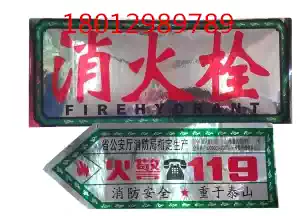 18012989789
消火栓
FIREHYDRANT
省公安厅消防局指定生产
火警☎119
消防安全★重于泰山